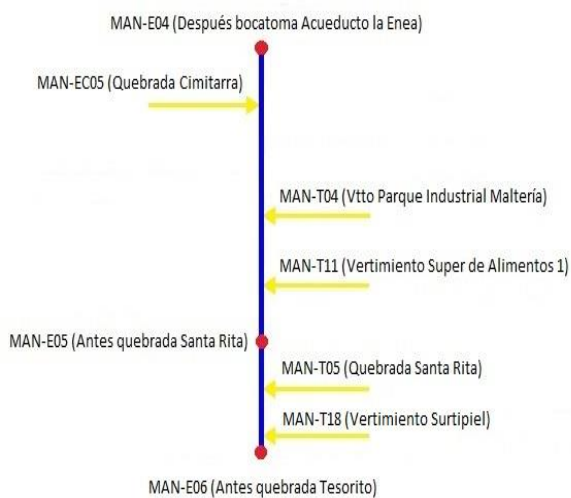 MAN-E04 (Después bocatoma Acueducto la Enea)
MAN-EC05 (Quebrada Cimitarra)
MAN-T04 (Vtto Parque Industrial Maltería)
MAN-T11 (Vertimiento Super de Alimentos 1)
MAN-E05 (Antes quebrada Santa Rita)
MAN-T05 (Quebrada Santa Rita)
MAN-T18 (Vertimiento Surtipiel)
MAN-E06 (Antes quebrada Tesorito)